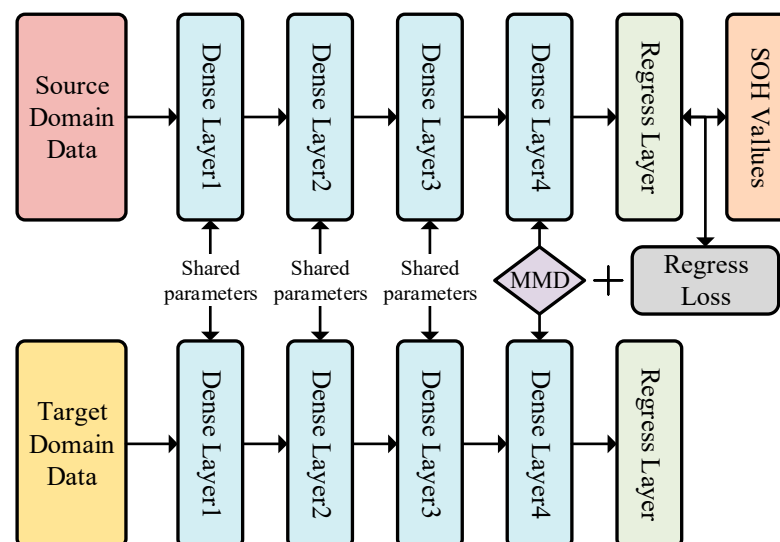 Source
Domain
Data
Dense Layer1
Dense Layer2
Dense Layer3
Dense Layer4
Regress Layer
SOH Vallues
Shared
parameters
Shared
parameters
Shared
parameters
MMD
+
Regress
Loss
Target
Domain
Data
Dense Layer1
Dense Layer2
Dense Layer3
Dense Layer4
Regress Layer